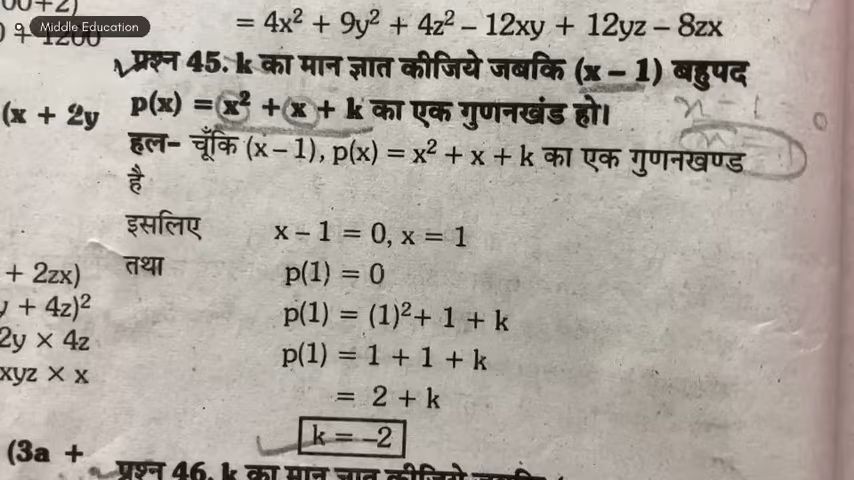 Middle Education
= 4x² + 9y² + 4z² – 12xy + 12yz – 8zx
+ 1200
प्रश्न 45. k का मान ज्ञात कीजिये जबकि (x – 1) बहुपद
(x + 2y
p(x) = x² + x + k का एक गुणनखंड हो।
हल– चूँकि (x – 1), p(x) = x² + x + k का एक गुणनखण्ड
है
इसलिए x – 1 = 0, x = 1
तथा p(1) = 0
p(1) = (1)² + 1 + k
p(1) = 1 + 1 + k
= 2 + k
k = –2
+ 2zx)
+ 4z)²
2y × 4z
xyz × x
(3a +
प्रश्न 46. k का मान ज्ञात कीजिये जबकि